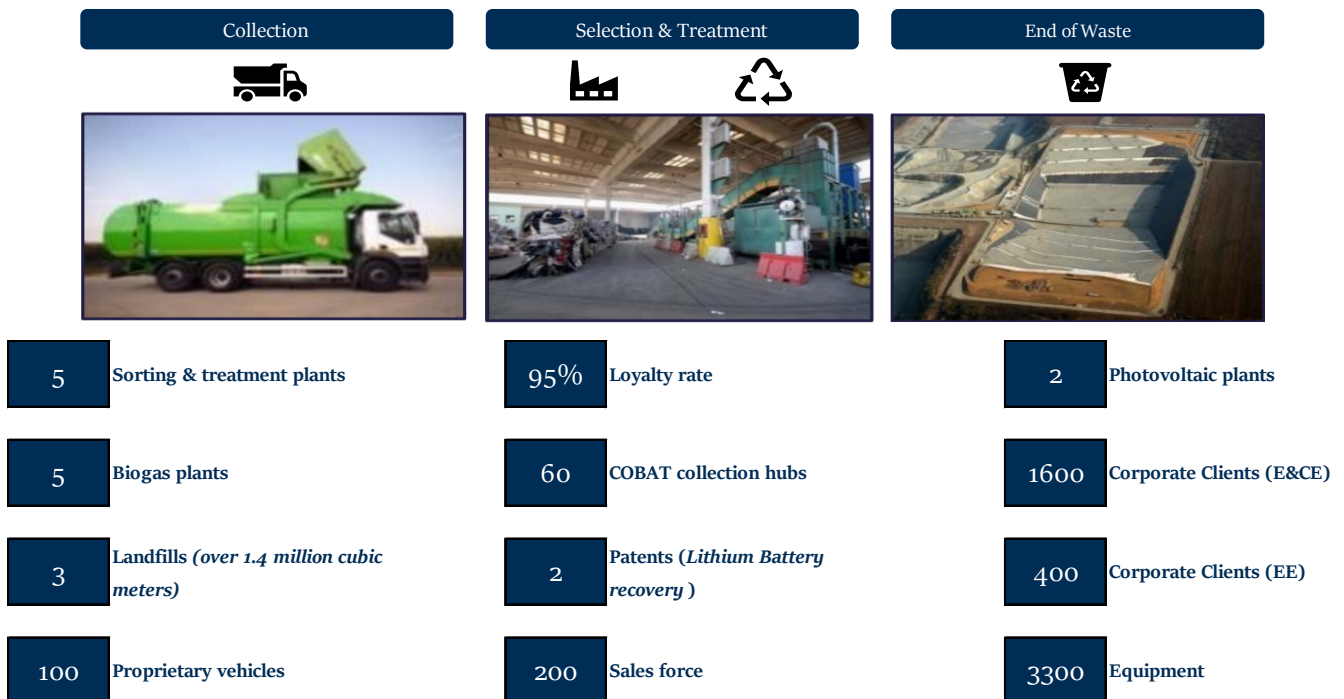 Collection
Selection & Treatment
End of Waste
5 Sorting & treatment plants
95% Loyalty rate
2 Photovoltaic plants
5 Biogas plants
60 COBAT collection hubs
1600 Corporate Clients (E&CE)
3 Landfills (over 1.4 million cubic
meters)
2 Patents (Lithium Battery
recovery )
400 Corporate Clients (EE)
100 Proprietary vehicles
200 Sales force
3300 Equipment